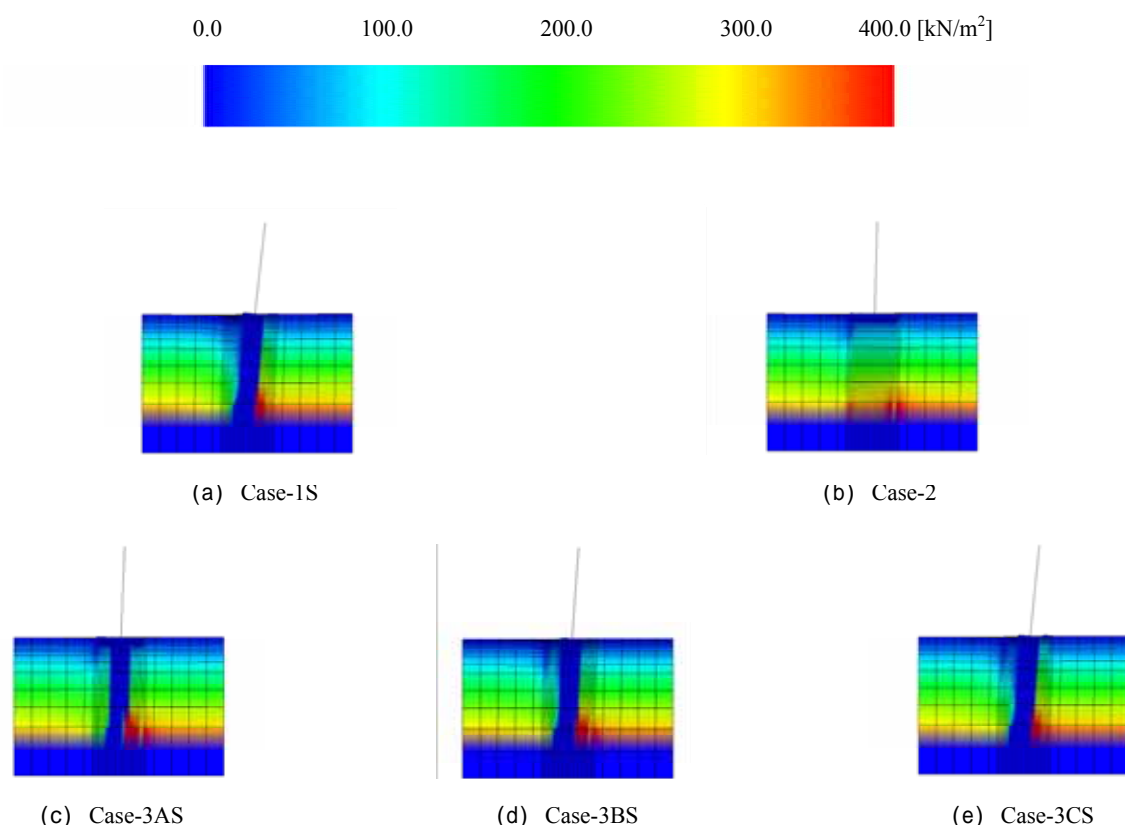 0.0 100.0 200.0 300.0 400.0 [kN/m²]
(a) Case-1S
(b) Case-2
(c) Case-3AS
(d) Case-3BS
(e) Case-3CS